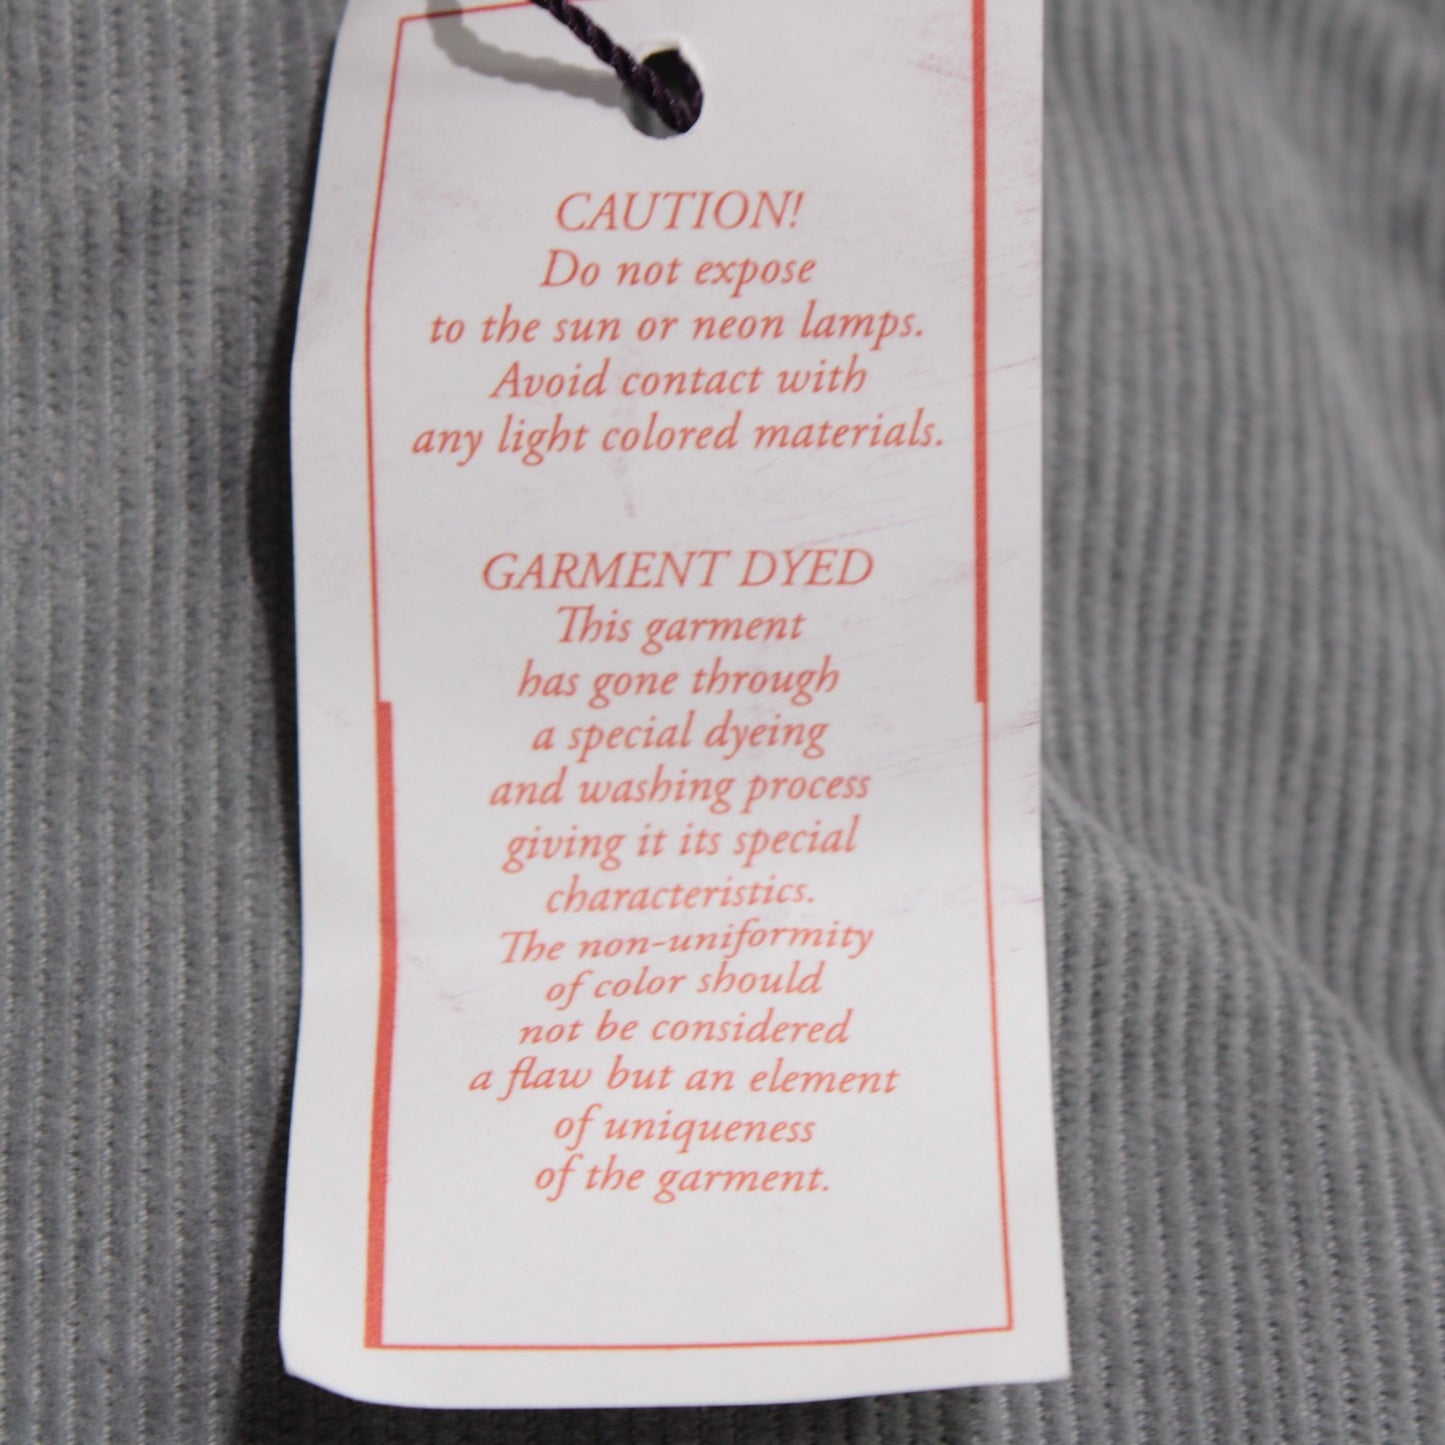 CAUTION!
Do not expose
to the sun or neon lamps.
Avoid contact with
any light colored materials.
GARMENT DYED
This garment
has gone through
a special dyeing
and washing process
giving it its special
characteristics.
The non-uniformity
of color should
not be considered
a flaw but an element
of uniqueness
of the garment.